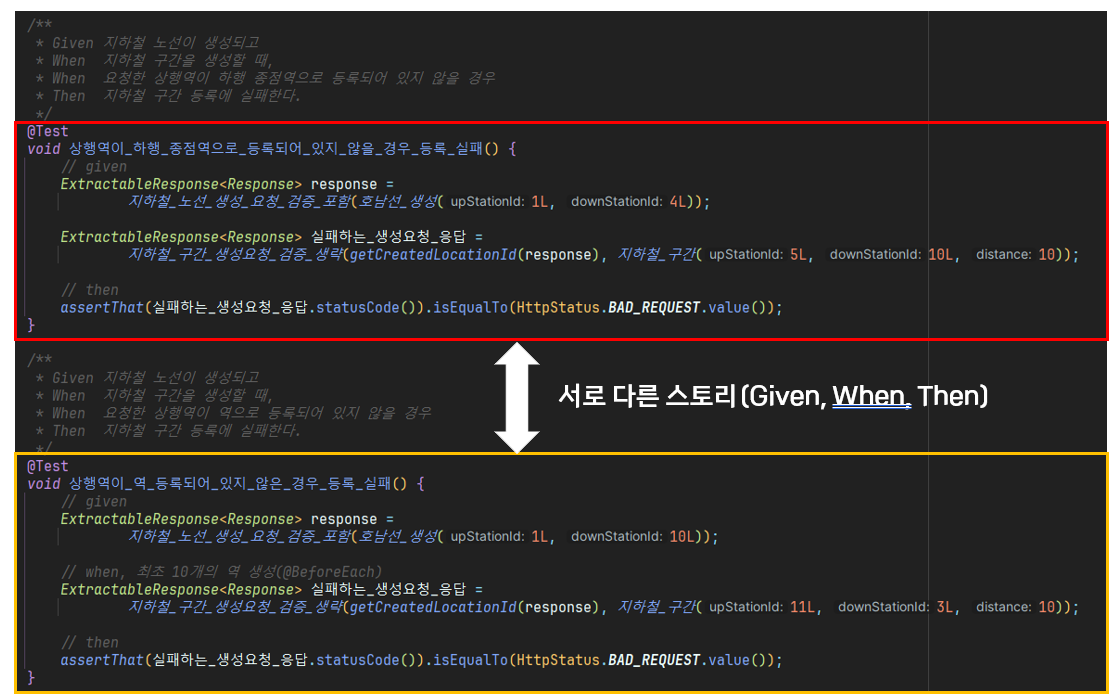 /**
 * Given 지하철 노선이 생성되고
 * When  지하철 구간을 생성할 때,
 * When  요청한 상행역이 하행 종점역으로 등록되어 있지 않을 경우
 * Then  지하철 구간 등록에 실패한다.
 */
@Test
void 상행역이_하행_종점역으로_등록되어_있지_않을_경우_등록_실패() {
// given
ExtractableResponse<Response> response =
지하철_노선_생성_요청_검증_포함(호남선_생성( upStationId: 1L,  downStationId: 4L));
ExtractableResponse<Response> 실패하는_생성요청_응답 =
지하철_구간_생성요청_검증_생략(getCreatedLocationId(response), 지하철_구간( upStationId: 5L,  downStationId: 10L,  distance: 10));
// then
assertThat(실패하는_생성요청_응답.statusCode()).isEqualTo(HttpStatus.BAD_REQUEST.value());
}
/**
 * Given 지하철 노선이 생성되고
 * When  지하철 구간을 생성할 때,
 * When  요청한 상행역이 역으로 등록되어 있지 않을 경우
 * Then  지하철 구간 등록에 실패한다.
 */
서로 다른 스토리 (Given, When, Then)
@Test
void 상행역이_역_등록되어_있지_않은_경우_등록_실패() {
// given
ExtractableResponse<Response> response =
지하철_노선_생성_요청_검증_포함(호남선_생성( upStationId: 1L,  downStationId: 10L));
// when, 최초 10개의 역 생성(@BeforeEach)
ExtractableResponse<Response> 실패하는_생성요청_응답 =
지하철_구간_생성요청_검증_생략(getCreatedLocationId(response), 지하철_구간( upStationId: 11L,  downStationId: 3L,  distance: 10));
// then
assertThat(실패하는_생성요청_응답.statusCode()).isEqualTo(HttpStatus.BAD_REQUEST.value());
}